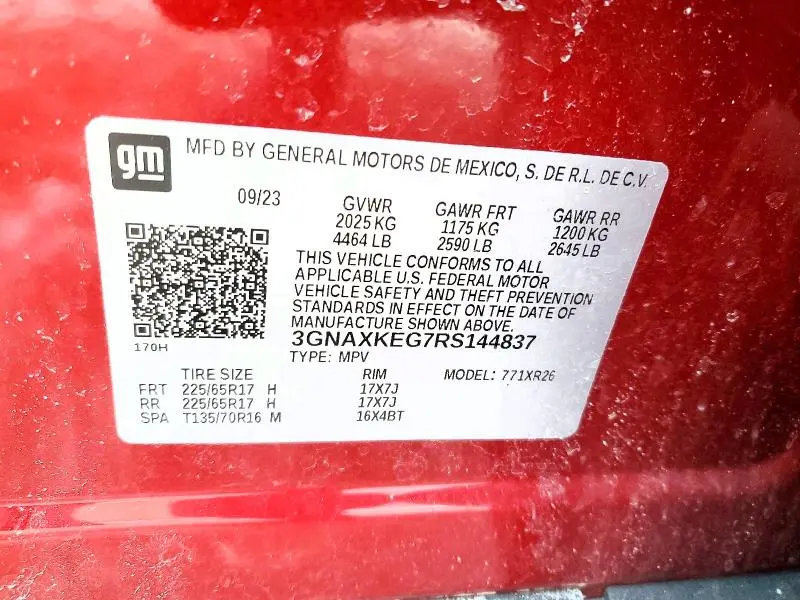 gm
MFD BY GENERAL MOTORS DE MEXICO, S. DE R.L. DE C.V.
09/23 GVWR GAWR FRT GAWR RR
2025 KG 1175 KG 1200 KG
4464 LB 2590 LB 2645 LB
THIS VEHICLE CONFORMS TO ALL
APPLICABLE U.S. FEDERAL MOTOR
VEHICLE SAFETY AND THEFT PREVENTION
STANDARDS IN EFFECT ON THE DATE OF
MANUFACTURE SHOWN ABOVE.
3GNAXKEG7RS144837
170H
TYPE: MPV
TIRE SIZE RIM MODEL: 771XR26
FRT 225/65R17 H 17X7J
RR 225/65R17 H 17X7J
SPA T135/70R16 M 16X4BT